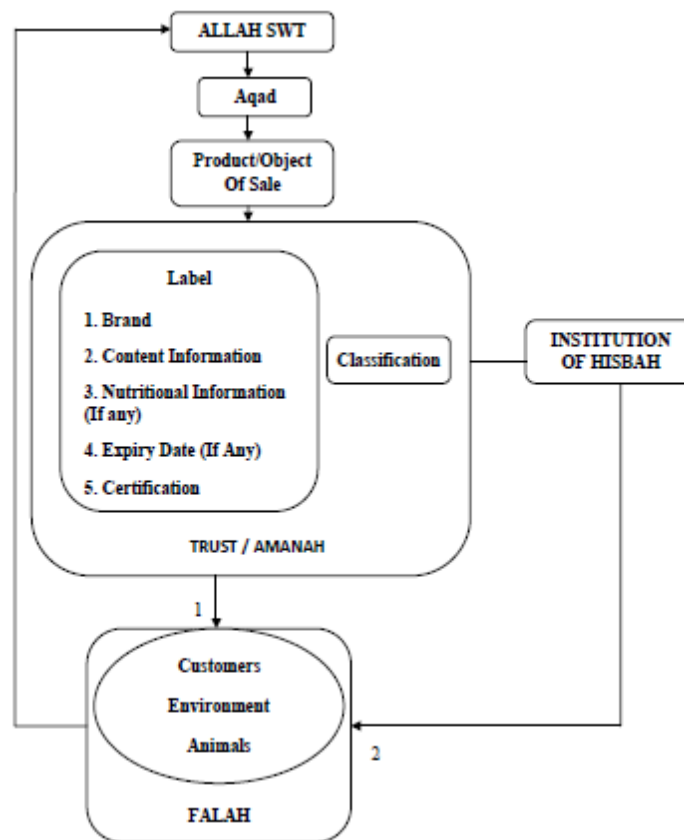 ALLAH SWT
Aqad
Product/Object
Of Sale
Label
1. Brand
2. Content Information
3. Nutritional Information
(If any)
4. Expiry Date (If Any)
5. Certification
Classification
TRUST / AMANAH
INSTITUTION
OF HISBAH
1
Customers
Environment
Animals
FALAH
2